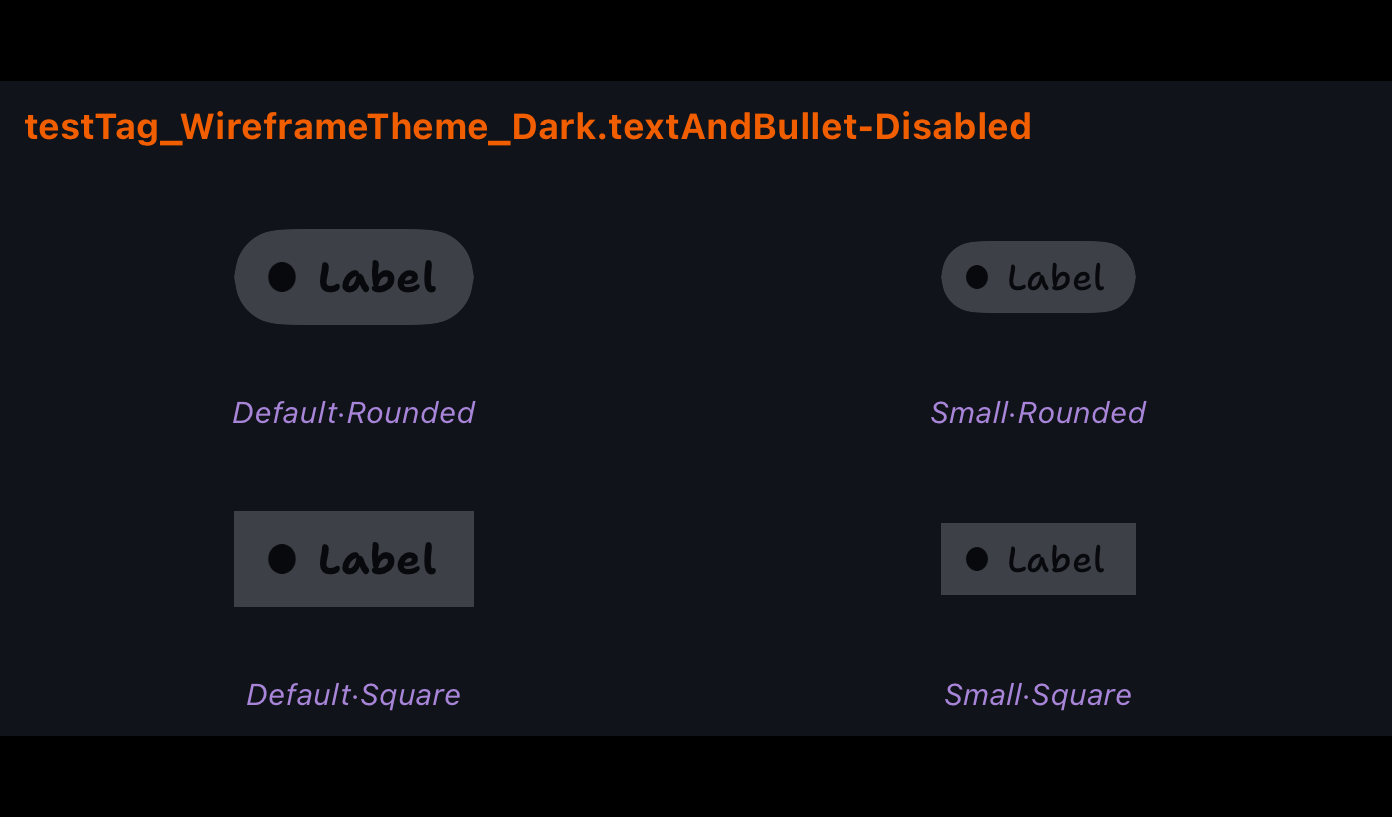 testTag_WireframeTheme_Dark.textAndBullet-Disabled
Label
Label
Default·Rounded
Small·Rounded
Label
Label
Default·Square
Small·Square